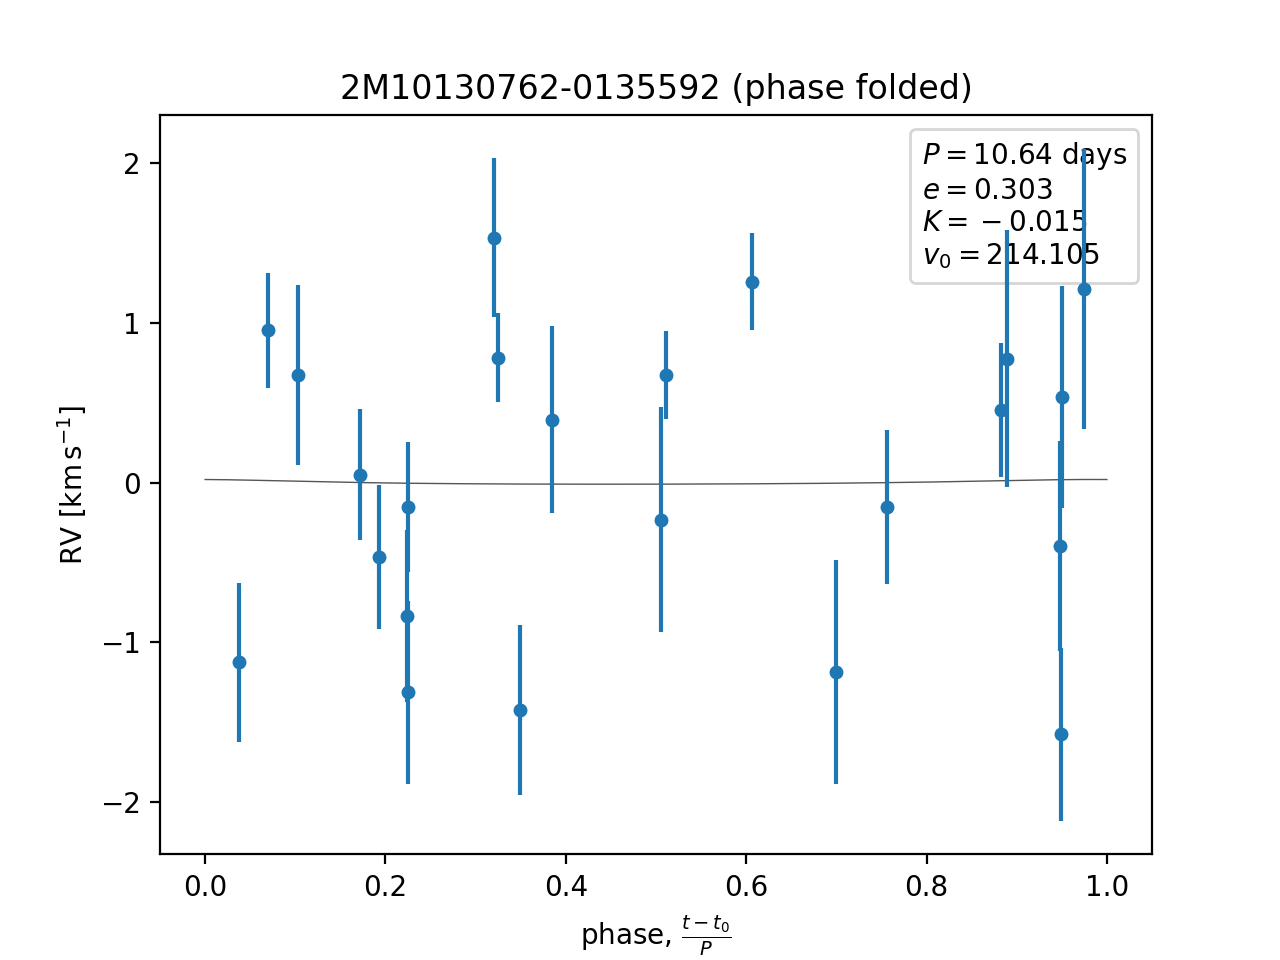 2M10130762-0135592 (phase folded)
P = 10.64 days
e = 0.303
K = −0.015
v₀ = 214.105
2
1
0
−1
−2
RV [km s⁻¹]
0.0 0.2 0.4 0.6 0.8 1.0
phase, (t − t₀)/P